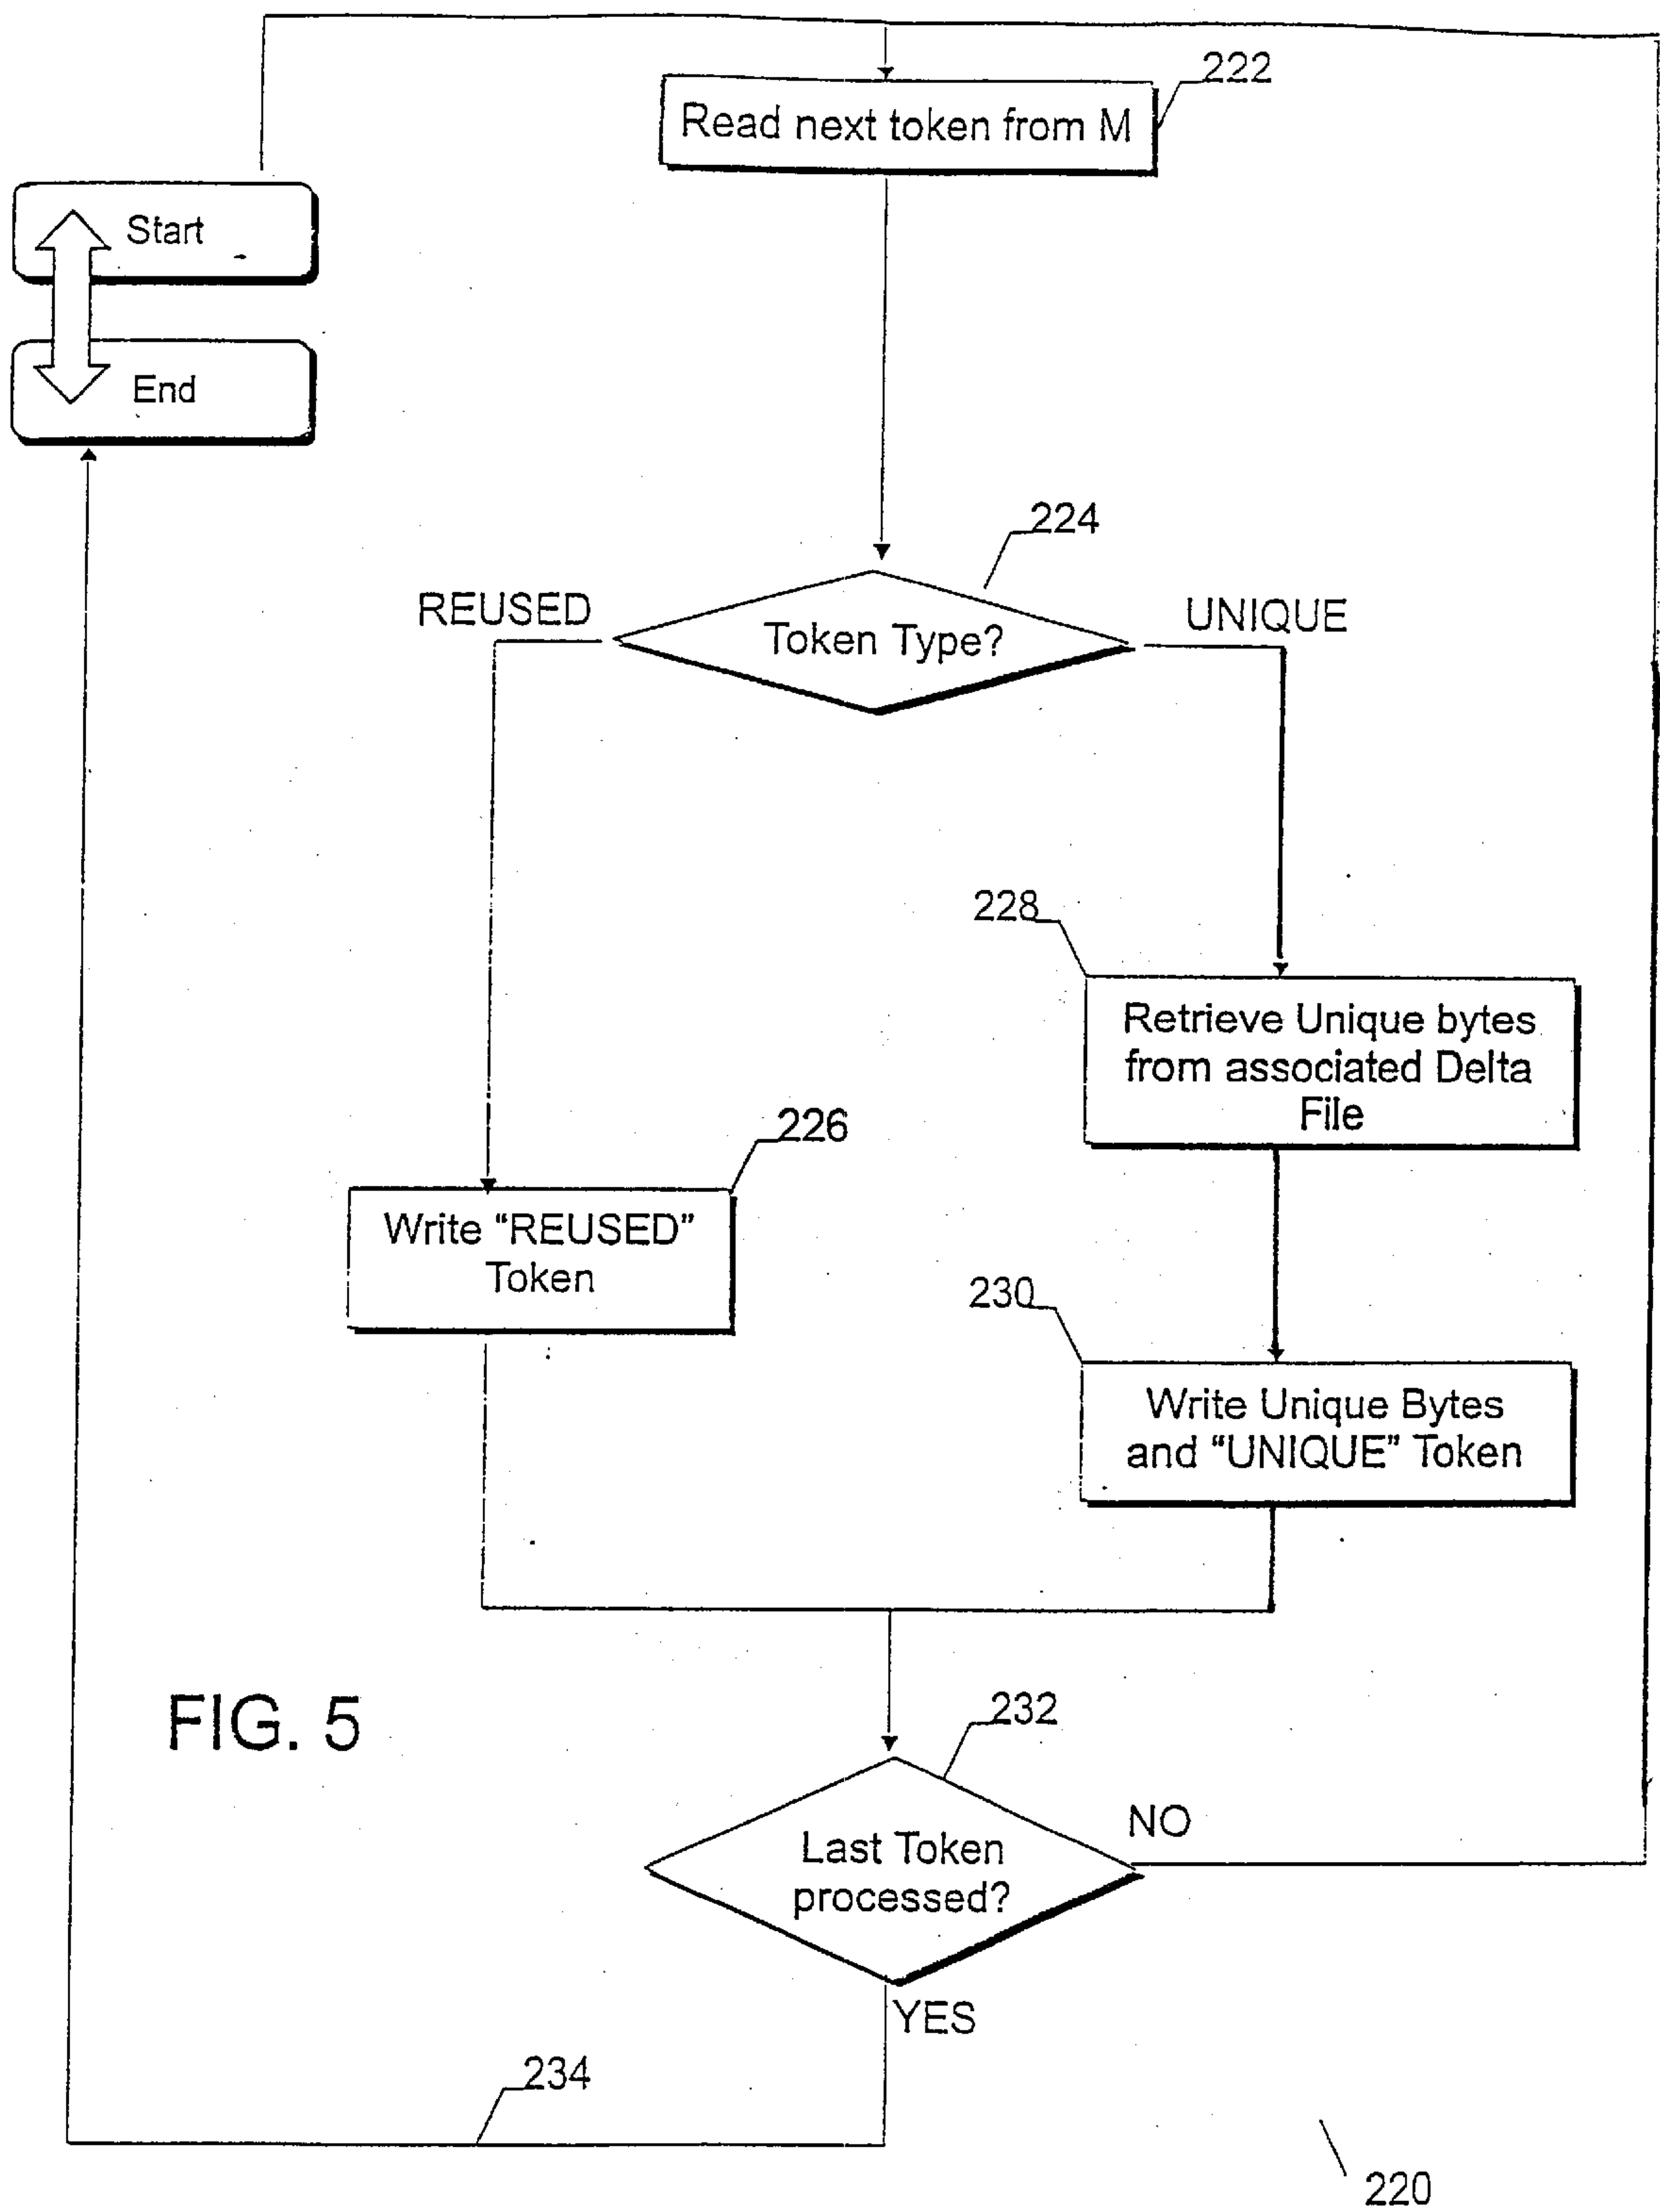 222
Read next token from M
Start
End
224
REUSED
UNIQUE
Token Type?
228
Retrieve Unique bytes
from associated Delta
File
226
Write “REUSED”
Token
230
Write Unique Bytes
and “UNIQUE” Token
FIG. 5
232
NO
Last Token
processed?
YES
234
220